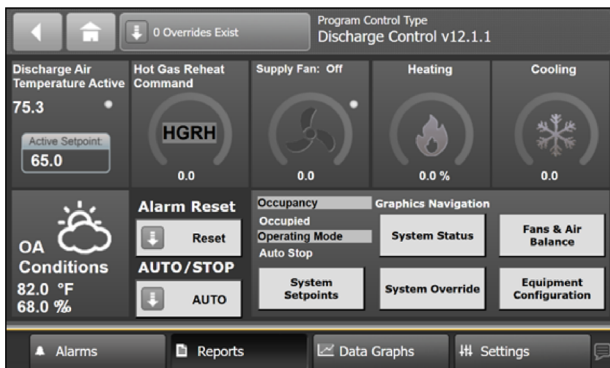 0 Overrides Exist
Program Control Type
Discharge Control v12.1.1
Discharge Air
Temperature Active
75.3
Active Setpoint:
65.0
Hot Gas Reheat
Command
HGRH
0.0
Supply Fan: Off
0.0
Heating
0.0 %
Cooling
0.0
OA
Conditions
82.0 °F
68.0 %
Alarm Reset
Reset
AUTO/STOP
AUTO
Occupancy
Occupied
Operating Mode
Auto Stop
System
Setpoints
Graphics Navigation
System Status
Fans & Air
Balance
System Override
Equipment
Configuration
Alarms
Reports
Data Graphs
Settings